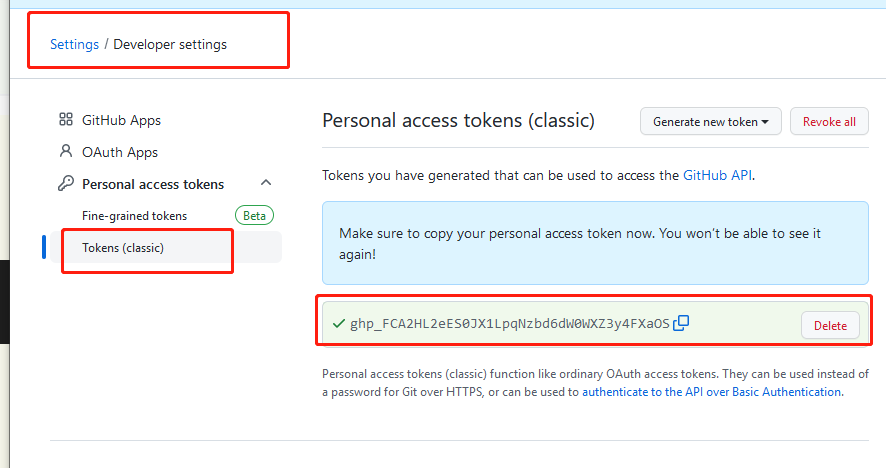 Settings / Developer settings
GitHub Apps
OAuth Apps
Personal access tokens
Fine-grained tokens Beta
Tokens (classic)
Personal access tokens (classic)
Generate new token
Revoke all
Tokens you have generated that can be used to access the GitHub API.
Make sure to copy your personal access token now. You won't be able to see it
again!
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
Delete
Personal access tokens (classic) function like ordinary OAuth access tokens. They can be used instead of
a password for Git over HTTPS, or can be used to authenticate to the API over Basic Authentication.